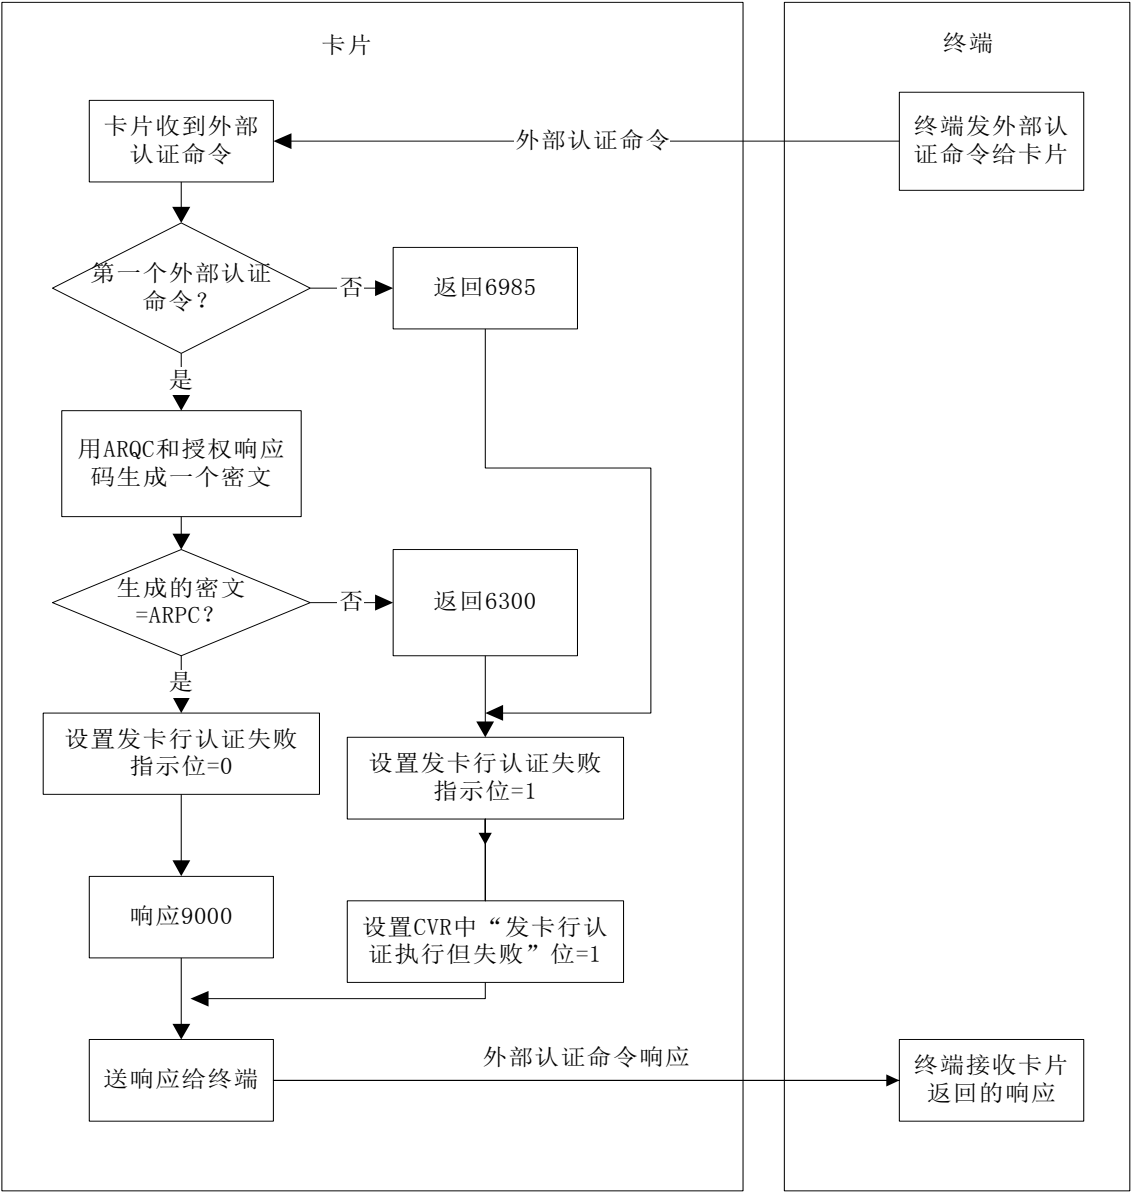 卡片
终端
卡片收到外部
认证命令
外部认证命令
终端发外部认
证命令给卡片
第一个外部认证
命令？
否
返回6985
是
用ARQC和授权响应
码生成一个密文
生成的密文
=ARPC？
否
返回6300
是
设置发卡行认证失败
指示位=0
设置发卡行认证失败
指示位=1
响应9000
设置CVR中“发卡行认
证执行但失败”位=1
送响应给终端
外部认证命令响应
终端接收卡片
返回的响应